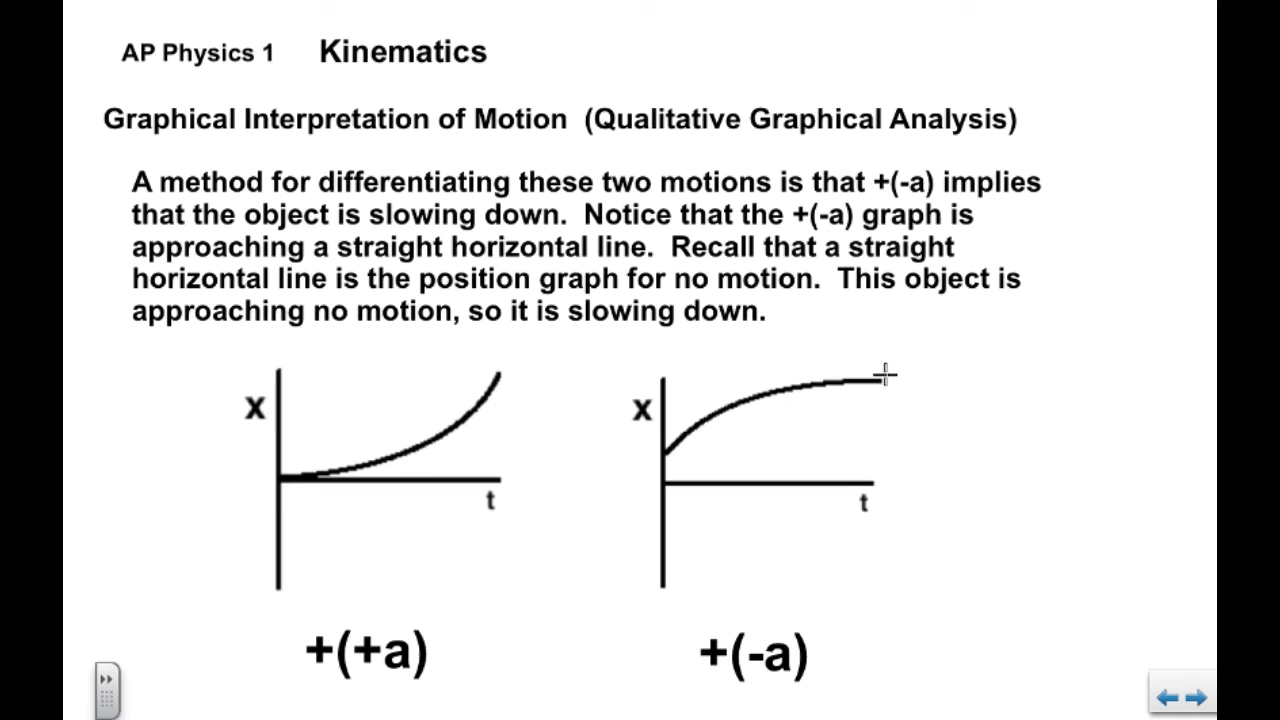 AP Physics 1 Kinematics
Graphical Interpretation of Motion (Qualitative Graphical Analysis)
A method for differentiating these two motions is that +(-a) implies
that the object is slowing down. Notice that the +(-a) graph is
approaching a straight horizontal line. Recall that a straight
horizontal line is the position graph for no motion. This object is
approaching no motion, so it is slowing down.
x
t
x
t
+(+a)
+(-a)